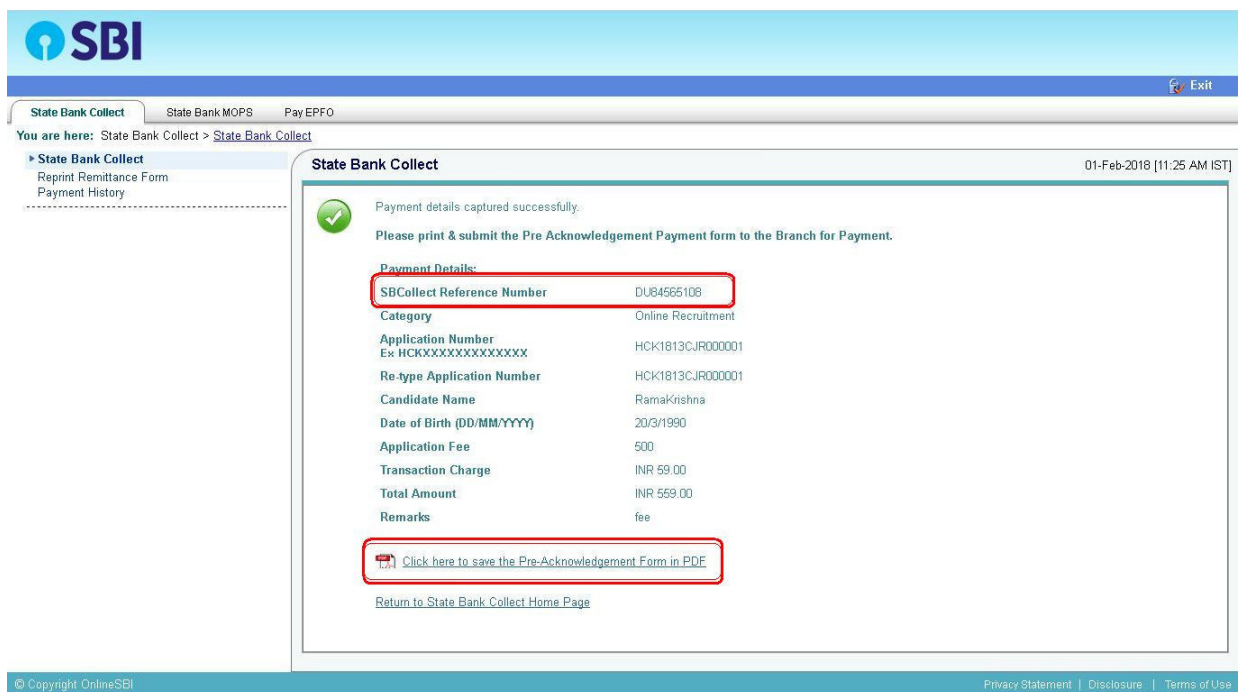 SBI
Exit
State Bank Collect State Bank MOPS Pay EPFO
You are here: State Bank Collect > State Bank Collect
State Bank Collect
Reprint Remittance Form
Payment History
State Bank Collect 01-Feb-2018 [11:25 AM IST]
Payment details captured successfully.
Please print & submit the Pre Acknowledgement Payment form to the Branch for Payment.
Payment Details:
SBCollect Reference Number DU84565108
Category Online Recruitment
Application Number
Ex HCKXXXXXXXXXXXXX HCK1813CJR000001
Re-type Application Number HCK1813CJR000001
Candidate Name RamaKrishna
Date of Birth (DD/MM/YYYY) 20/3/1990
Application Fee 500
Transaction Charge INR 59.00
Total Amount INR 559.00
Remarks fee
Click here to save the Pre-Acknowledgement Form in PDF
Return to State Bank Collect Home Page
© Copyright OnlineSBI Privacy Statement | Disclosure | Terms of Use